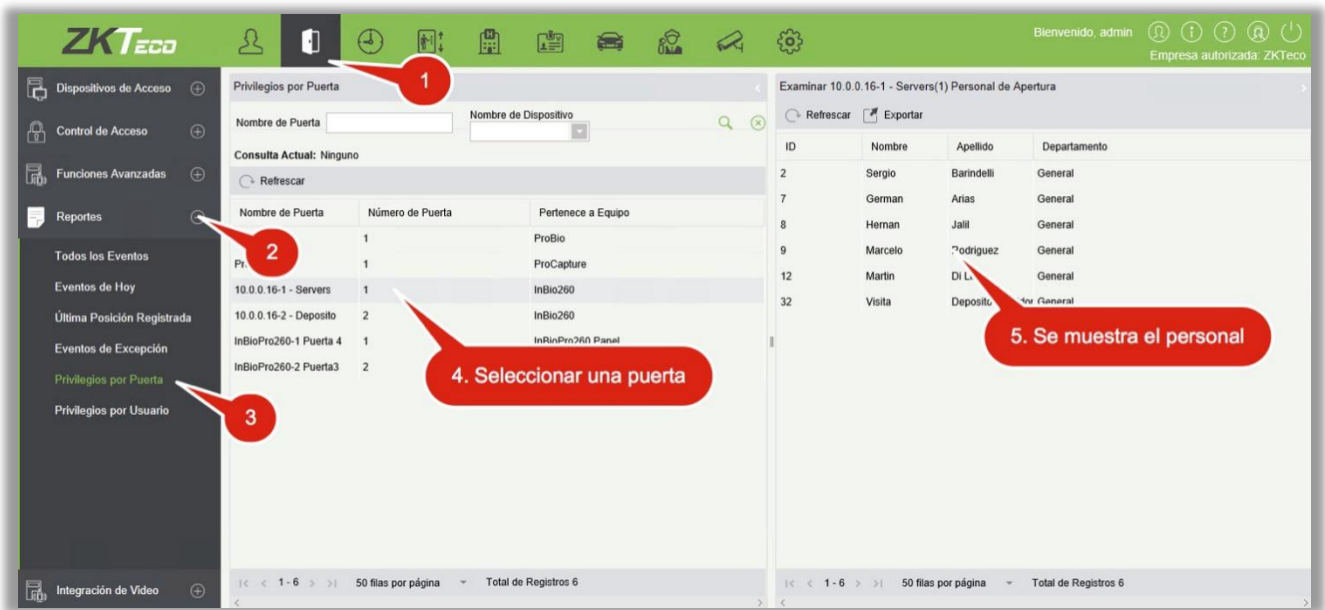 ZKTECO
Bienvenido, admin
Empresa autorizada: ZKTeco
1
Dispositivos de Acceso
Control de Acceso
Funciones Avanzadas
Reportes
2
Todos los Eventos
Eventos de Hoy
Última Posición Registrada
Eventos de Excepción
Privilegios por Puerta
Privilegios por Usuario
3
Integración de Video
Privilegios por Puerta
Nombre de Puerta
Nombre de Dispositivo
Consulta Actual: Ninguno
Refrescar
Nombre de Puerta Número de Puerta Pertenece a Equipo
1 ProBio
1 ProCapture
10.0.0.16-1 - Servers 1 InBio260
10.0.0.16-2 - Deposito 2 InBio260
InBioPro260-1 Puerta 4 1 InBioPro260 Panel
InBioPro260-2 Puerta3 2
4. Seleccionar una puerta
1 - 6 50 filas por página Total de Registros 6
Examinar 10.0.0.16-1 - Servers(1) Personal de Apertura
Refrescar Exportar
ID Nombre Apellido Departamento
2 Sergio Barindelli General
7 German Arias General
8 Hernan Jalil General
9 Marcelo Rodriguez General
12 Martin Di General
32 Visita Deposito General
5. Se muestra el personal
1 - 6 50 filas por página Total de Registros 6